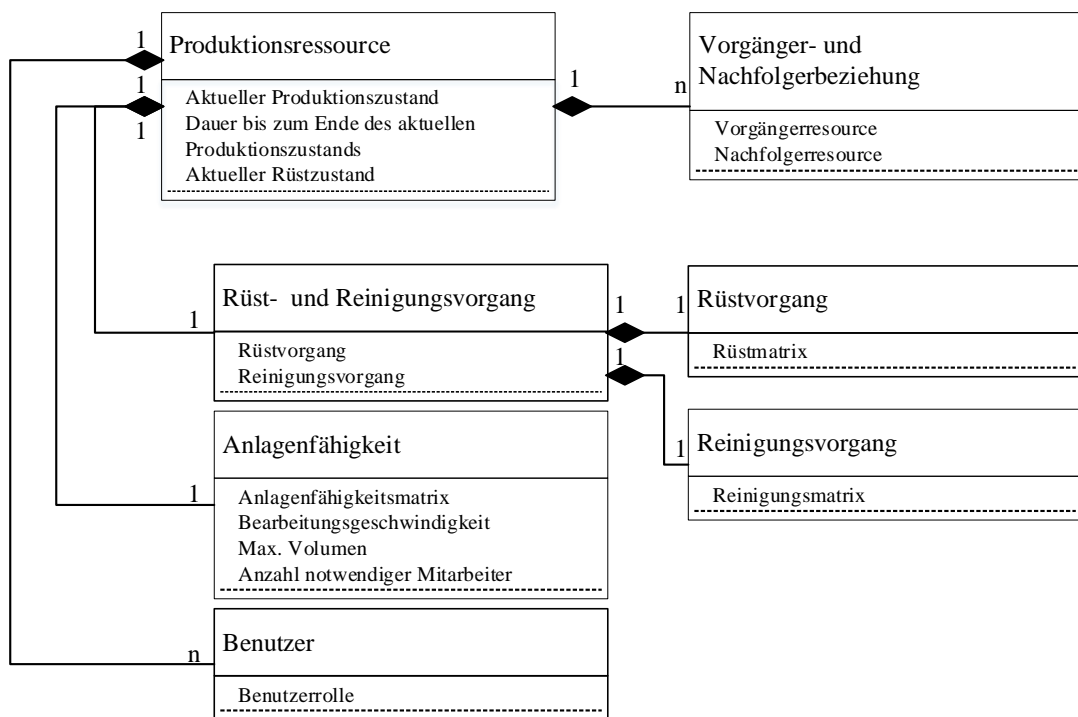 1
Produktionsressource
Aktueller Produktionszustand
Dauer bis zum Ende des aktuellen
Produktionszustands
Aktueller Rüstzustand
1
1
1
n
Vorgänger- und
Nachfolgerbeziehung
Vorgängerresource
Nachfolgerresource
1
Rüst- und Reinigungsvorgang
Rüstvorgang
Reinigungsvorgang
1
1
1
Rüstvorgang
Rüstmatrix
1
Reinigungsvorgang
Reinigungsmatrix
1
Anlagenfähigkeit
Anlagenfähigkeitsmatrix
Bearbeitungsgeschwindigkeit
Max. Volumen
Anzahl notwendiger Mitarbeiter
n
Benutzer
Benutzerrolle